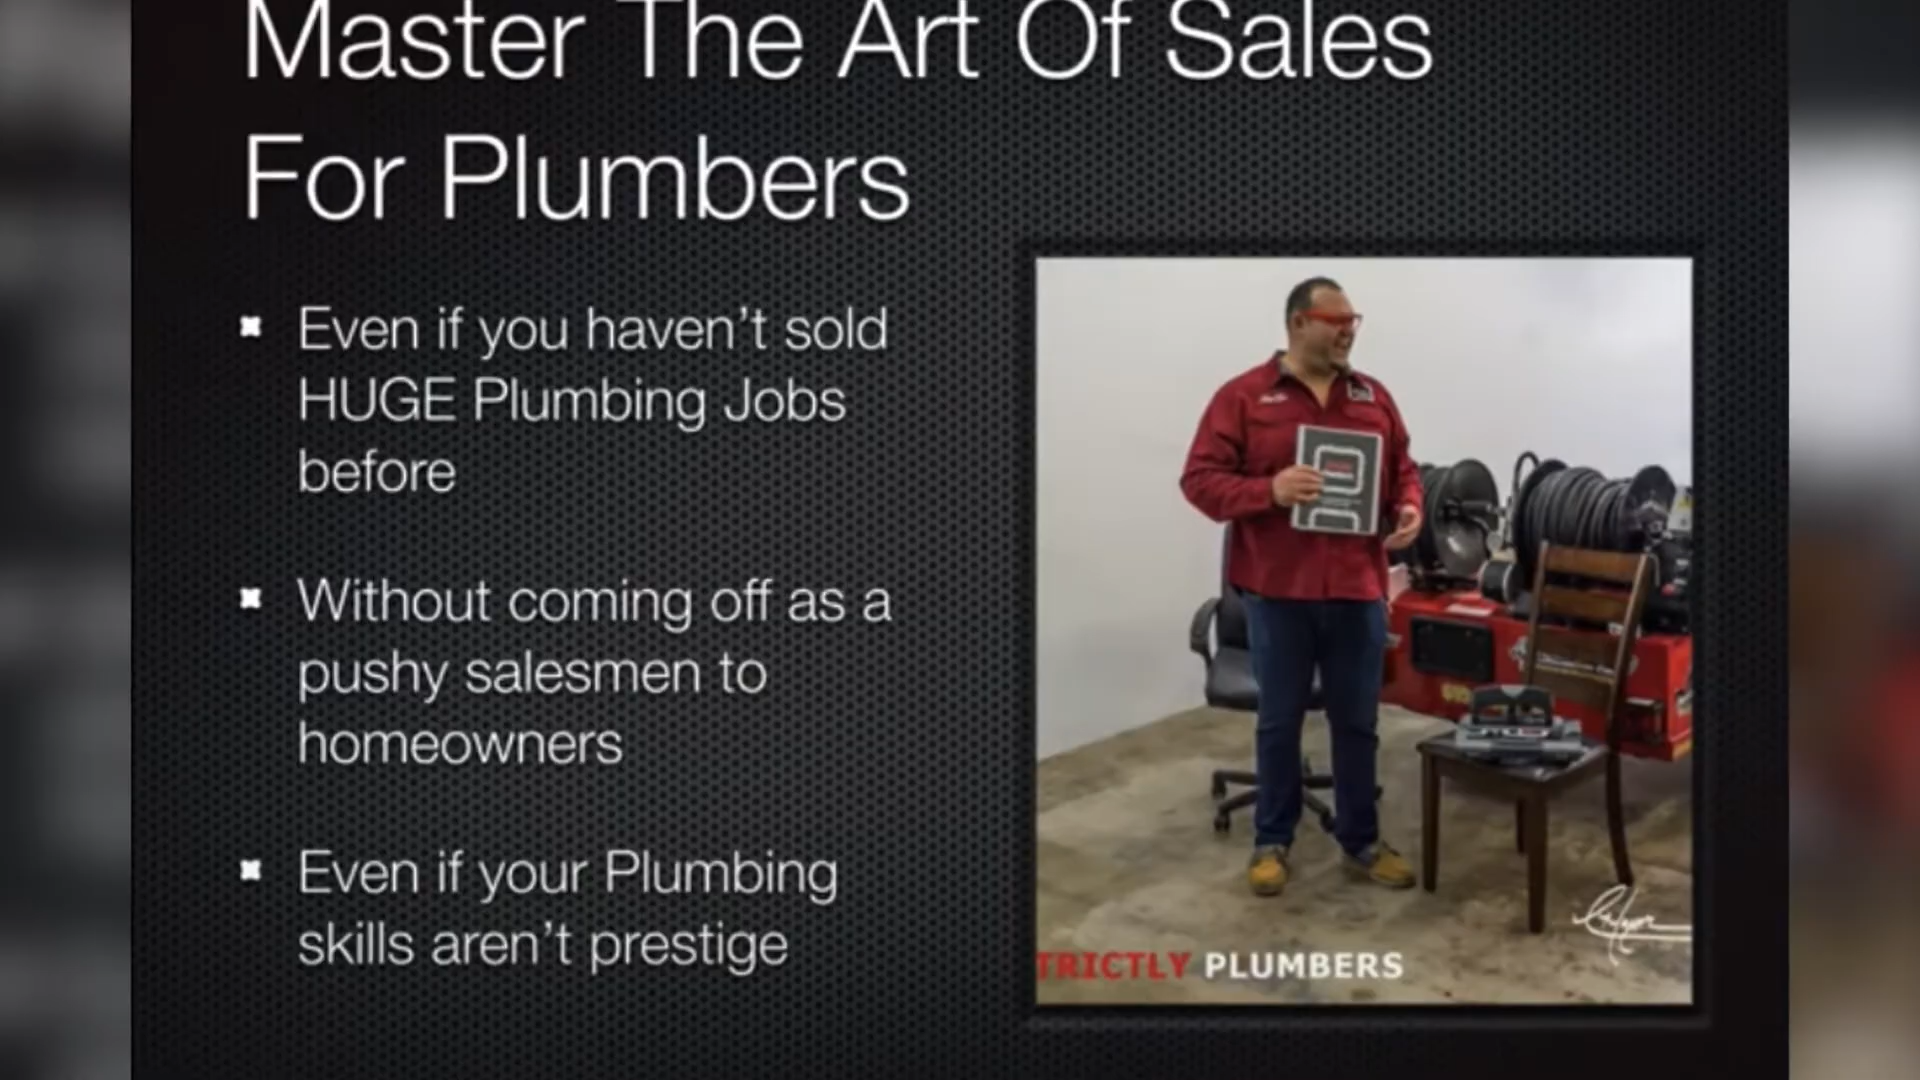 Master The Art Of Sales
For Plumbers
Even if you haven't sold
HUGE Plumbing Jobs
before
Without coming off as a
pushy salesmen to
homeowners
Even if your Plumbing
skills aren't prestige
TRICTLY PLUMBERS